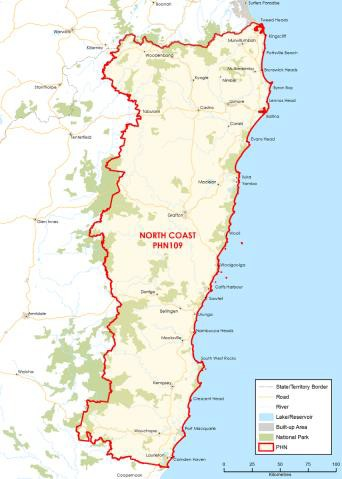 Boonah
Surfers Paradise
Tweed Heads
Warwick
Kingscliff
Killarney
Murwillumbah
Woodenbong
Pottsville Beach
Kyogle
Nimbin
Mullumbimby
Brunswick Heads
Stanthorpe
Byron Bay
Lismore
Lennox Head
Tabulam
Casino
Ballina
Coraki
Tenterfield
Evans Head
Maclean
Iluka
Yamba
Glen Innes
Grafton
NORTH COAST
PHN109
Wooli
Woolgoolga
Coffs Harbour
Dorrigo
Sawtell
Bellingen
Urunga
Armidale
Nambucca Heads
Macksville
South West Rocks
Walcha
Kempsey
Crescent Head
Wauchope
Port Macquarie
Laurieton
Camden Haven
Coopernook
State/Territory Border
Road
River
Lake/Reservoir
Built-up Area
National Park
PHN
0 25 50 75 100
Kilometres